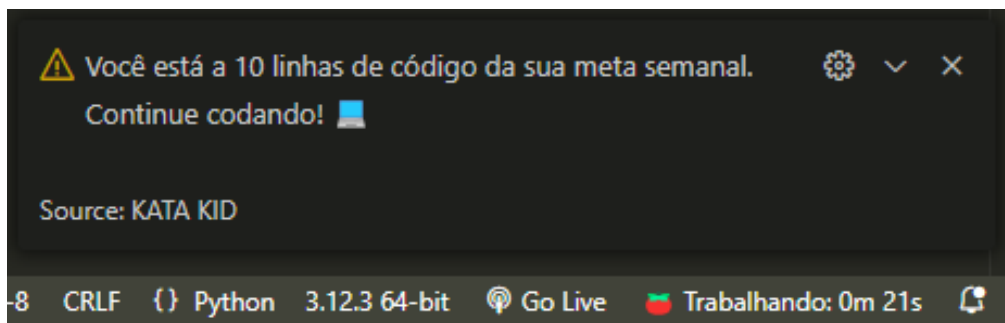 Você está a 10 linhas de código da sua meta semanal.
Continue codando! 💻
Source: KATA KID
-8 CRLF {} Python 3.12.3 64-bit Go Live 🍅 Trabalhando: 0m 21s